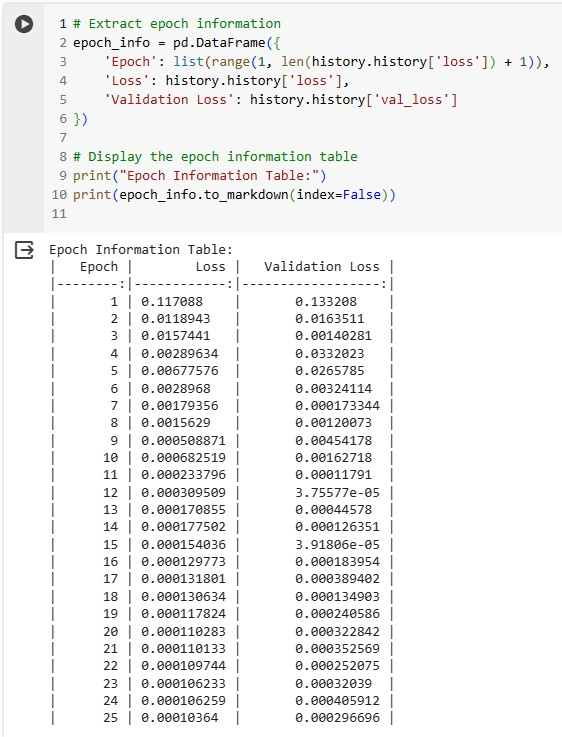 1 # Extract epoch information
2 epoch_info = pd.DataFrame({
3     'Epoch': list(range(1, len(history.history['loss']) + 1)),
4     'Loss': history.history['loss'],
5     'Validation Loss': history.history['val_loss']
6 })
7
8 # Display the epoch information table
9 print("Epoch Information Table:")
10 print(epoch_info.to_markdown(index=False))
11
Epoch Information Table:
|   Epoch |        Loss |   Validation Loss |
|--------:|------------:|------------------:|
|       1 | 0.117088    |       0.133208    |
|       2 | 0.0118943   |       0.0163511   |
|       3 | 0.0157441   |       0.00140281  |
|       4 | 0.00289634  |       0.0332023   |
|       5 | 0.00677576  |       0.0265785   |
|       6 | 0.0028968   |       0.00324114  |
|       7 | 0.00179356  |       0.000173344 |
|       8 | 0.0015629   |       0.00120073  |
|       9 | 0.000508871 |       0.00454178  |
|      10 | 0.000682519 |       0.00162718  |
|      11 | 0.000233796 |       0.00011791  |
|      12 | 0.000309509 |       3.75577e-05 |
|      13 | 0.000170855 |       0.00044578  |
|      14 | 0.000177502 |       0.000126351 |
|      15 | 0.000154036 |       3.91806e-05 |
|      16 | 0.000129773 |       0.000183954 |
|      17 | 0.000131801 |       0.000389402 |
|      18 | 0.000130634 |       0.000134903 |
|      19 | 0.000117824 |       0.000240586 |
|      20 | 0.000110283 |       0.000322842 |
|      21 | 0.000110133 |       0.000352569 |
|      22 | 0.000109744 |       0.000252075 |
|      23 | 0.000106233 |       0.00032039  |
|      24 | 0.000106259 |       0.000405912 |
|      25 | 0.00010364  |       0.000296696 |